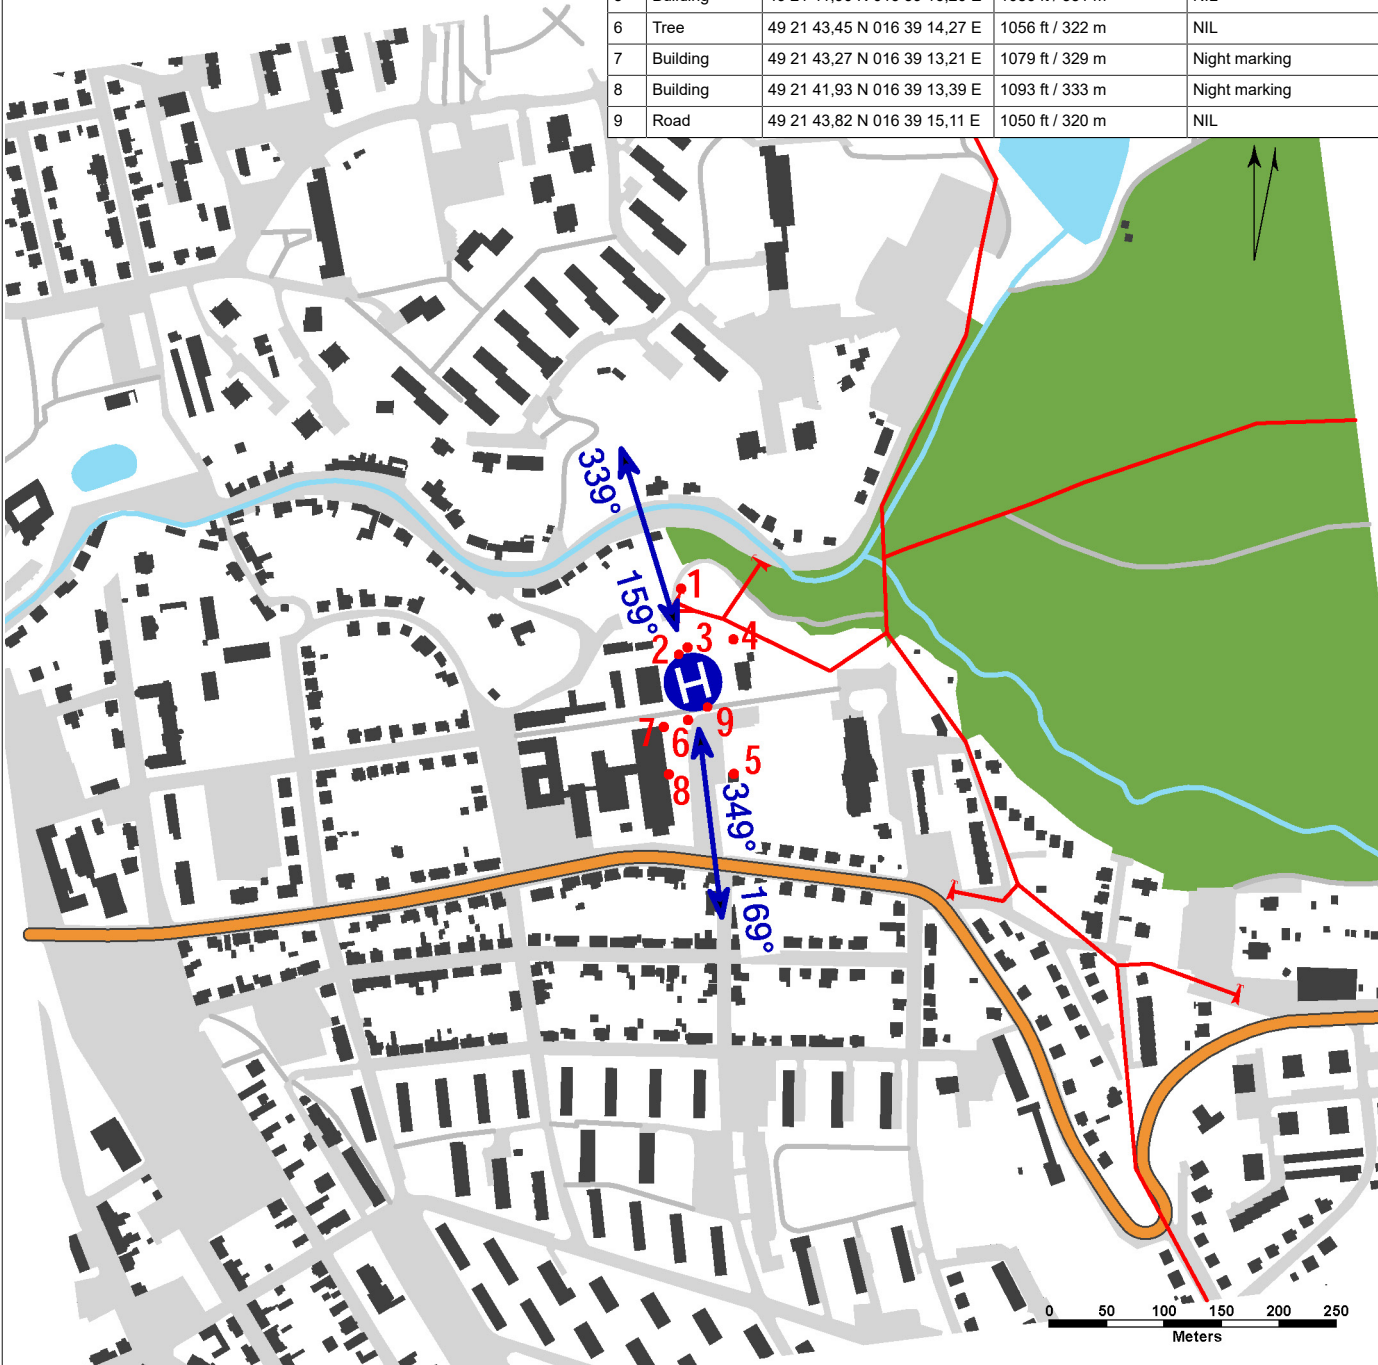 6 Tree 49 21 43,45 N 016 39 14,27 E 1056 ft / 322 m NIL
7 Building 49 21 43,27 N 016 39 13,21 E 1079 ft / 329 m Night marking
8 Building 49 21 41,93 N 016 39 13,39 E 1093 ft / 333 m Night marking
9 Road 49 21 43,82 N 016 39 15,11 E 1050 ft / 320 m NIL
339°
159°
1
2
3
4
H
9
7
6
5
8
349°
169°
0 50 100 150 200 250
Meters